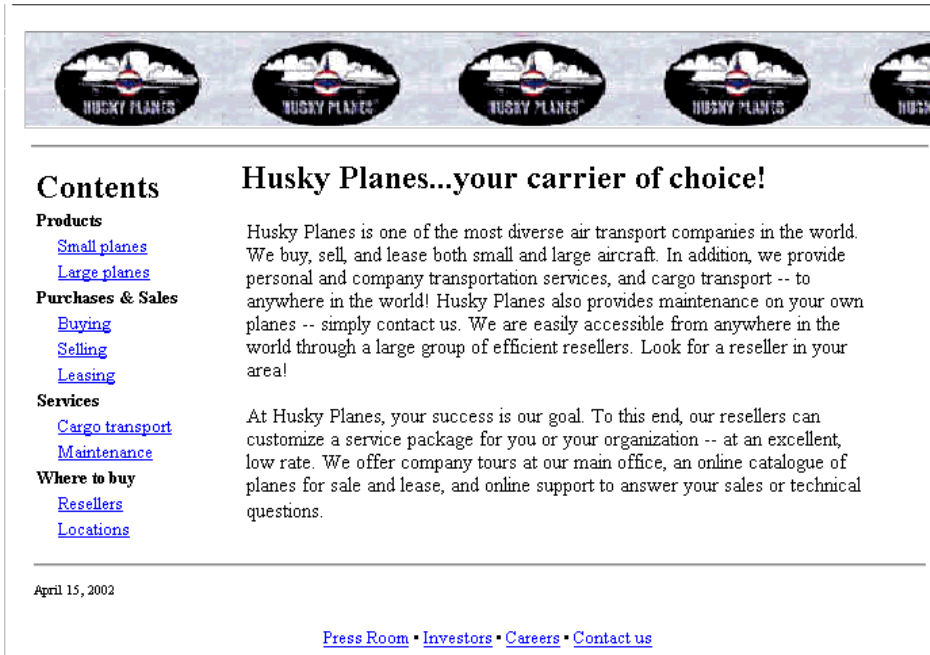 HUSKY PLANES HUSKY PLANES HUSKY PLANES HUSKY PLANES
Contents
Products
Small planes
Large planes
Purchases & Sales
Buying
Selling
Leasing
Services
Cargo transport
Maintenance
Where to buy
Resellers
Locations
Husky Planes...your carrier of choice!
Husky Planes is one of the most diverse air transport companies in the world.
We buy, sell, and lease both small and large aircraft. In addition, we provide
personal and company transportation services, and cargo transport -- to
anywhere in the world! Husky Planes also provides maintenance on your own
planes -- simply contact us. We are easily accessible from anywhere in the
world through a large group of efficient resellers. Look for a reseller in your
area!
At Husky Planes, your success is our goal. To this end, our resellers can
customize a service package for you or your organization -- at an excellent,
low rate. We offer company tours at our main office, an online catalogue of
planes for sale and lease, and online support to answer your sales or technical
questions.
April 15, 2002
Press Room ▪ Investors ▪ Careers ▪ Contact us